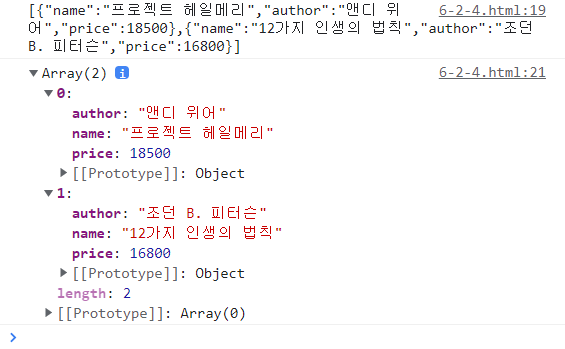 [{"name":"프로젝트 헤일메리","author":"앤디 위 6-2-4.html:19
어","price":18500},{"name":"12가지 인생의 법칙","author":"조던
B. 피터슨","price":16800}]
▼Array(2) i 6-2-4.html:21
▼0:
author: "앤디 위어"
name: "프로젝트 헤일메리"
price: 18500
▶[[Prototype]]: Object
▼1:
author: "조던 B. 피터슨"
name: "12가지 인생의 법칙"
price: 16800
▶[[Prototype]]: Object
length: 2
▶[[Prototype]]: Array(0)
>